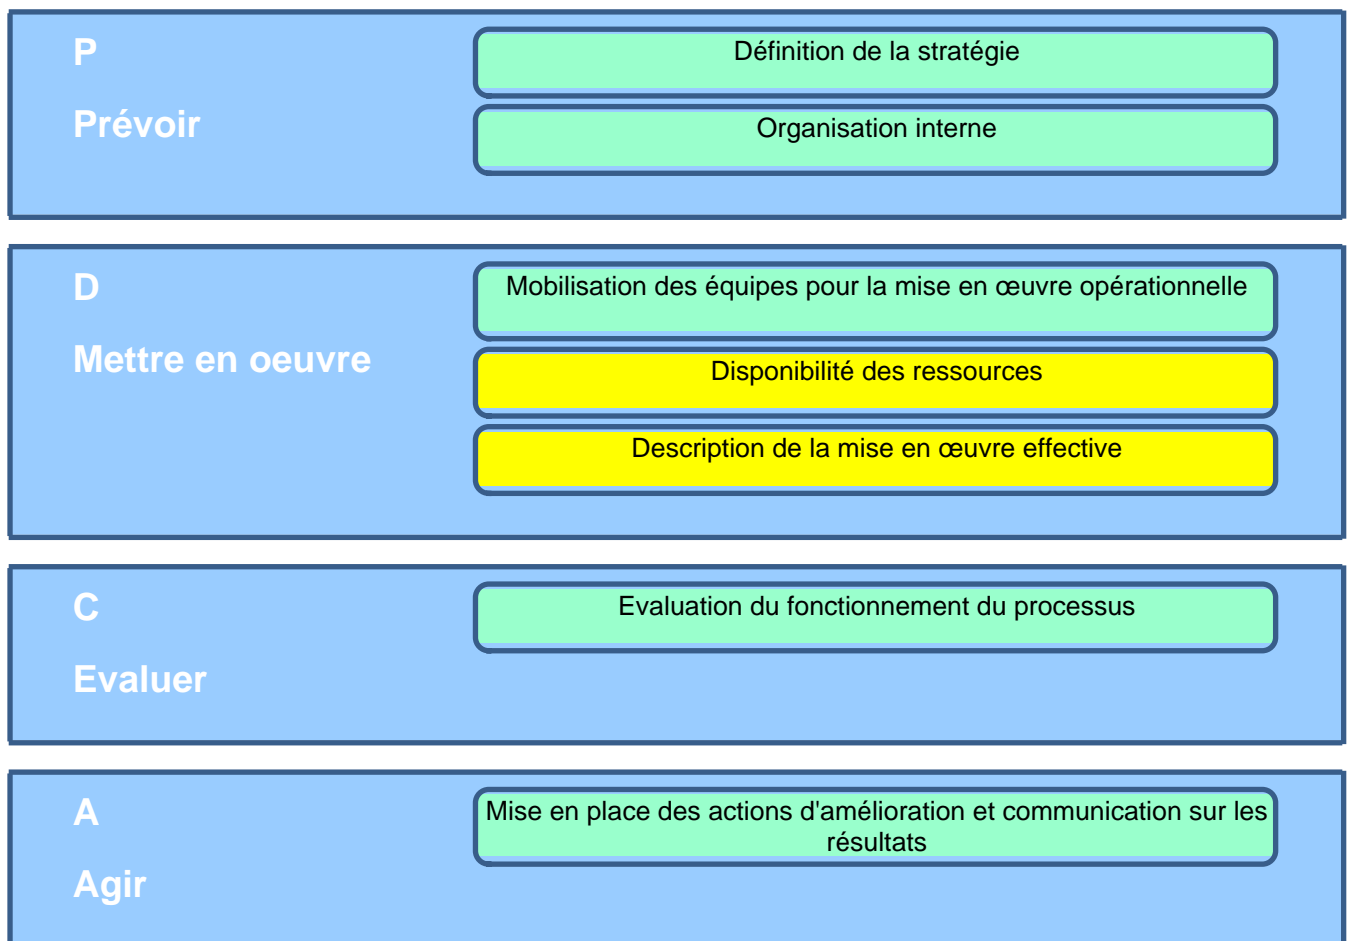 P
Prévoir
Définition de la stratégie
Organisation interne
D
Mettre en oeuvre
Mobilisation des équipes pour la mise en œuvre opérationnelle
Disponibilité des ressources
Description de la mise en œuvre effective
C
Evaluer
Evaluation du fonctionnement du processus
A
Agir
Mise en place des actions d'amélioration et communication sur les
résultats